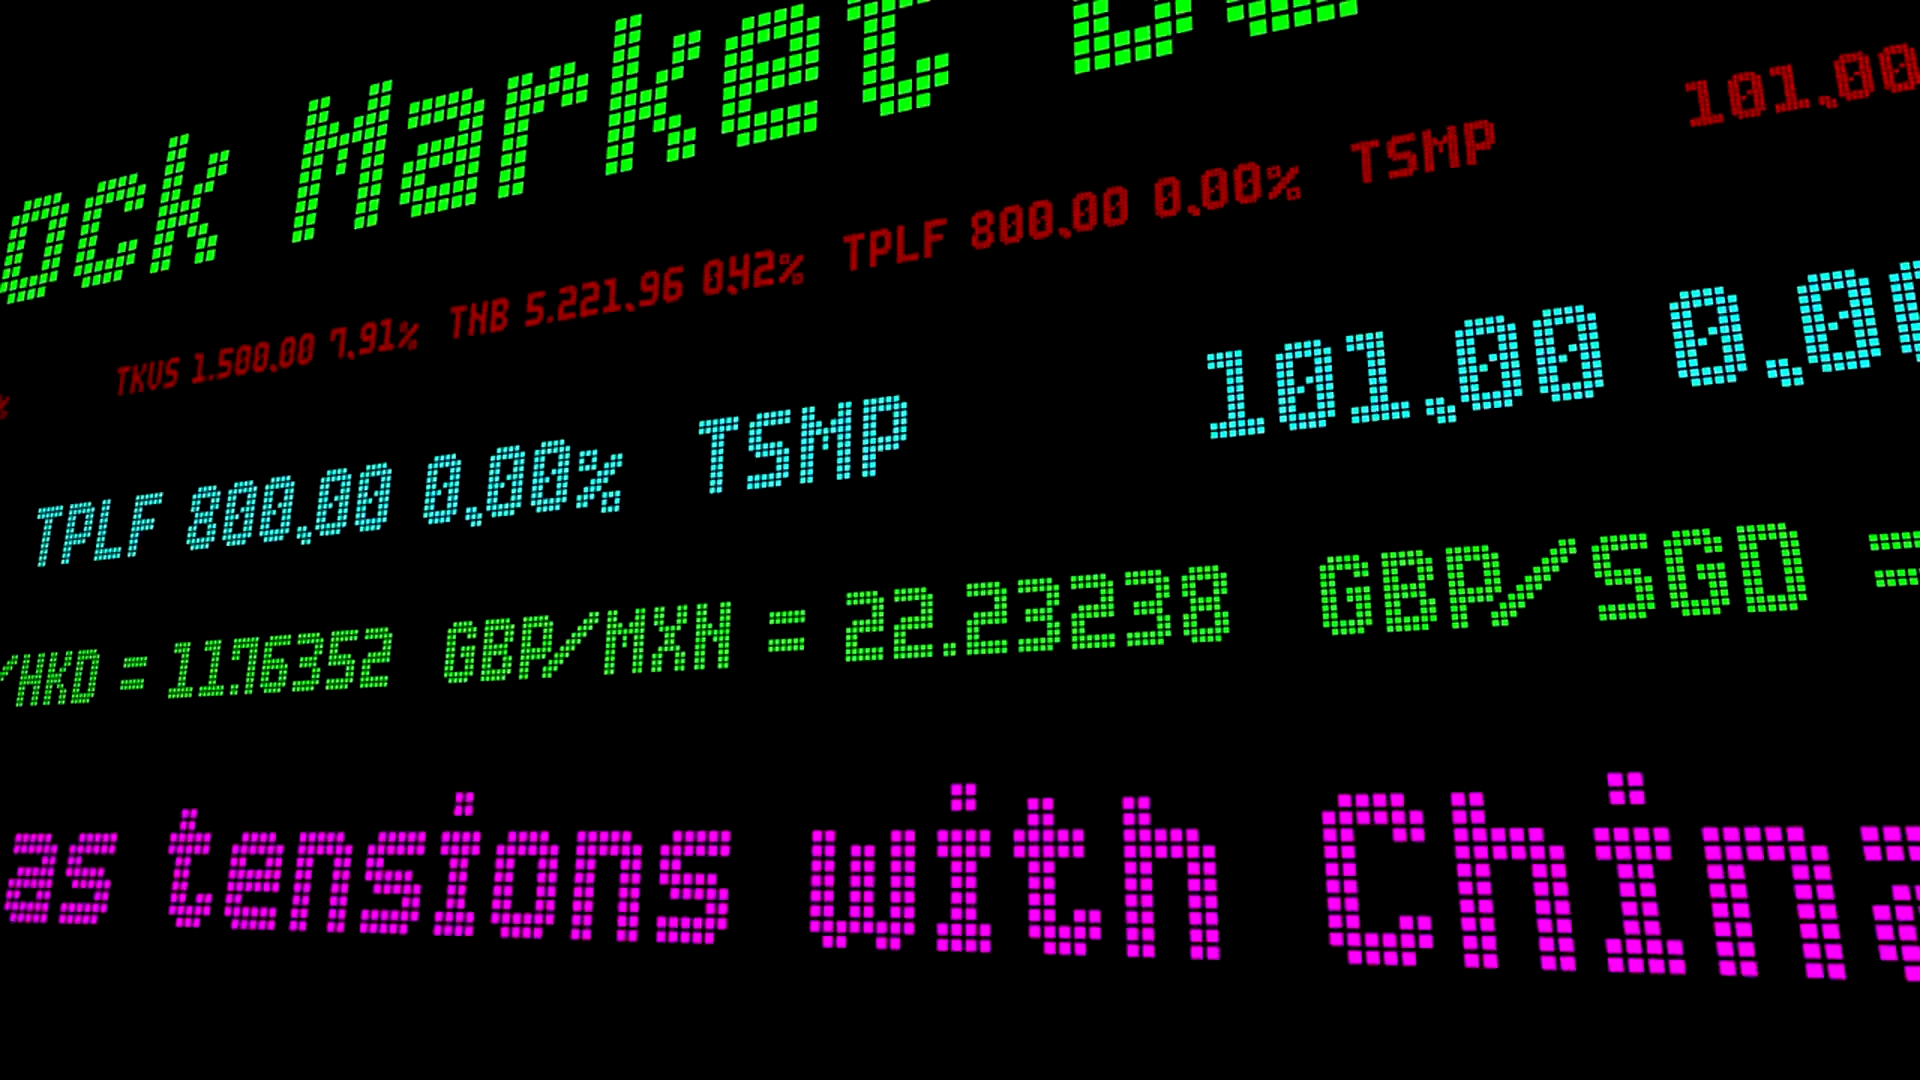 ock Market
TKUS 1.500,00 7,91% THB 5.221,96 0,42% TPLF 800,00 0,00% TSMP 101,00
TPLF 800,00 0,00% TSMP 101,00 0,00
/HKD = 11.76352 GBP/MXN = 22.23238 GBP/SGD =
as tensions with China